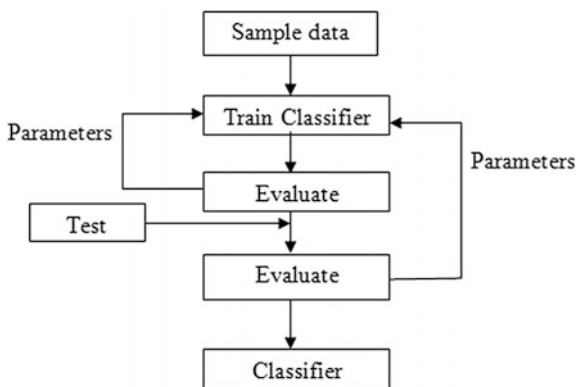 Sample data
Train Classifier
Parameters
Parameters
Evaluate
Test
Evaluate
Classifier